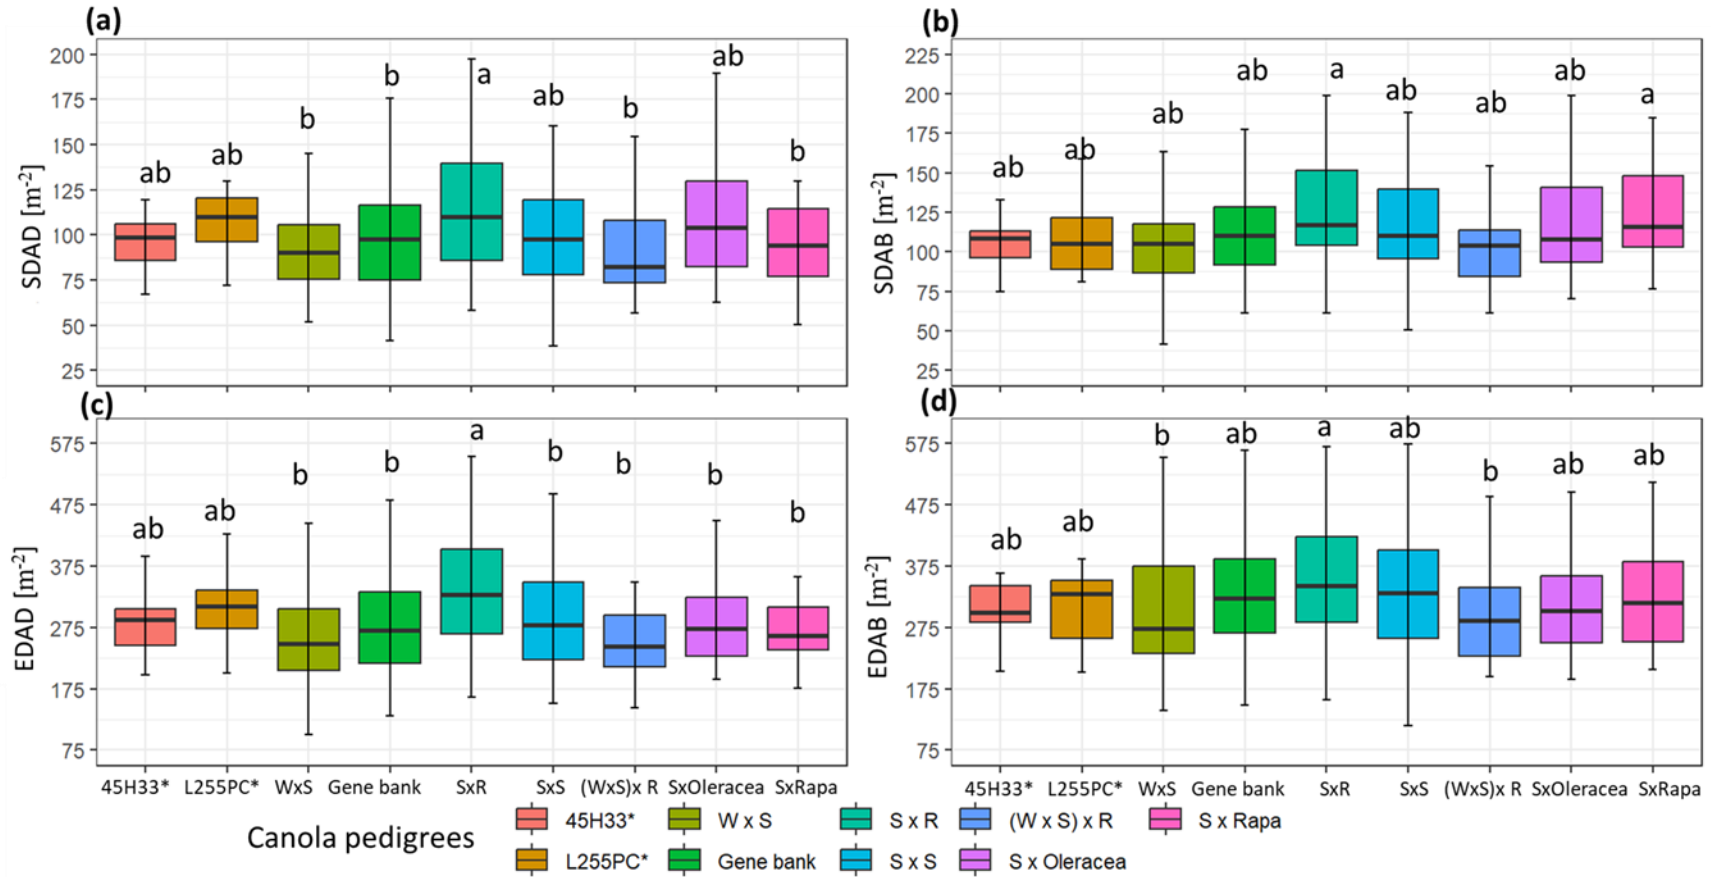 (a)
200
175
150
125
100
75
50
25
SDAD [m-2]
ab
ab
b
b
a
ab
b
ab
b
(b)
225
200
175
150
125
100
75
50
25
SDAB [m-2]
ab
ab
ab
ab
a
ab
ab
ab
a
(c)
575
475
375
275
175
75
EDAD [m-2]
ab
ab
b
b
a
b
b
b
b
45H33* L255PC* WxS Gene bank SxR SxS (WxS)x R SxOleracea SxRapa
(d)
575
475
375
275
175
75
EDAB [m-2]
ab
ab
b
ab
a
ab
b
ab
ab
45H33* L255PC* WxS Gene bank SxR SxS (WxS)x R SxOleracea SxRapa
Canola pedigrees
45H33* W x S S x R (W x S) x R S x Rapa
L255PC* Gene bank S x S S x Oleracea